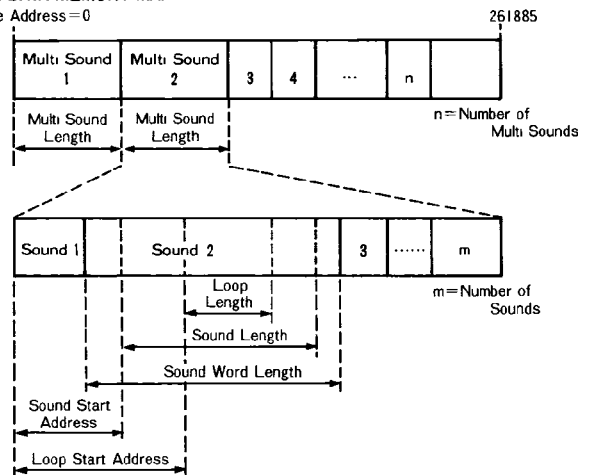 e Address=0
261885
Multi Sound 1
Multi Sound 2
3
4
...
n
Multi Sound Length
Multi Sound Length
n=Number of Multi Sounds
Sound 1
Sound 2
3
......
m
m=Number of Sounds
Loop Length
Sound Length
Sound Word Length
Sound Start Address
Loop Start Address